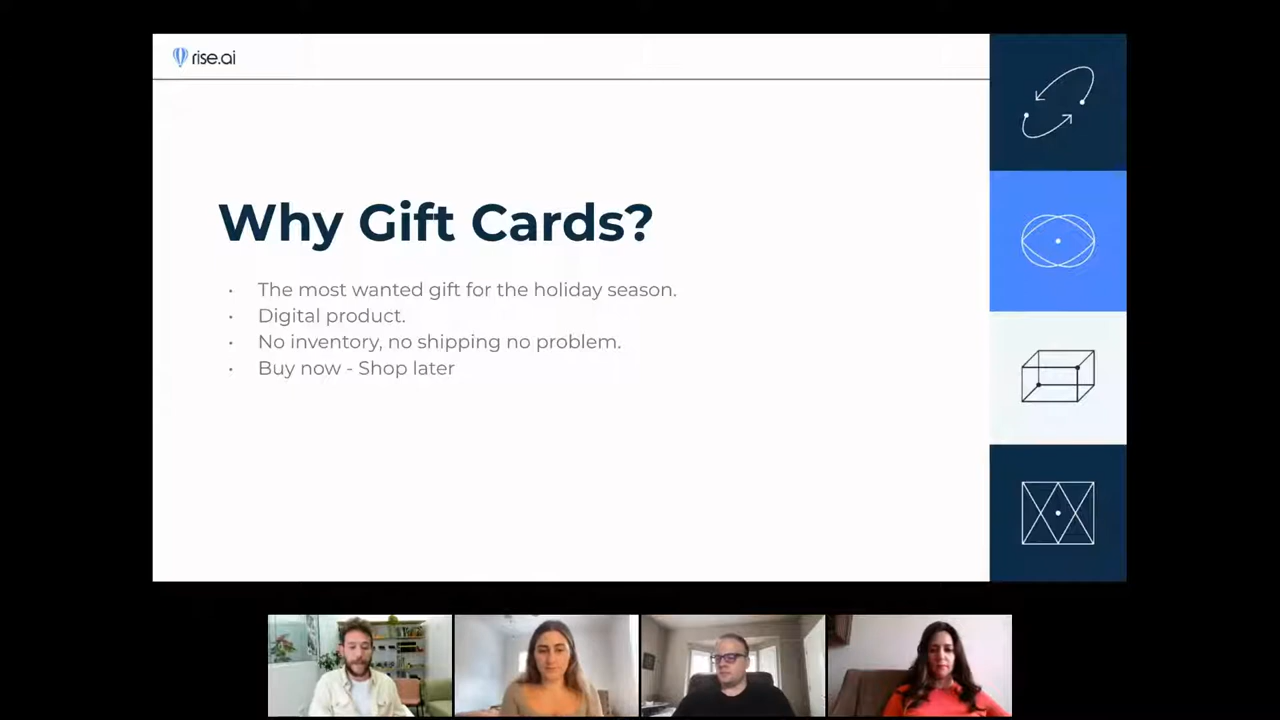 rise.ai
Why Gift Cards?
· The most wanted gift for the holiday season.
· Digital product.
· No inventory, no shipping no problem.
· Buy now - Shop later